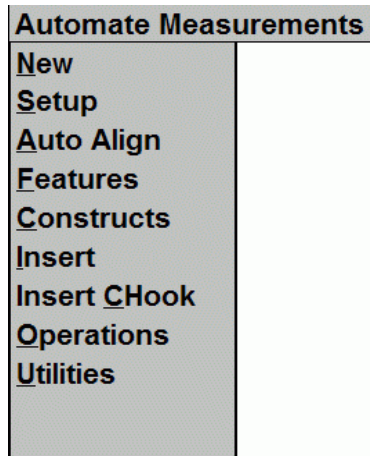 Automate Measurements
New
Setup
Auto Align
Features
Constructs
Insert
Insert CHook
Operations
Utilities